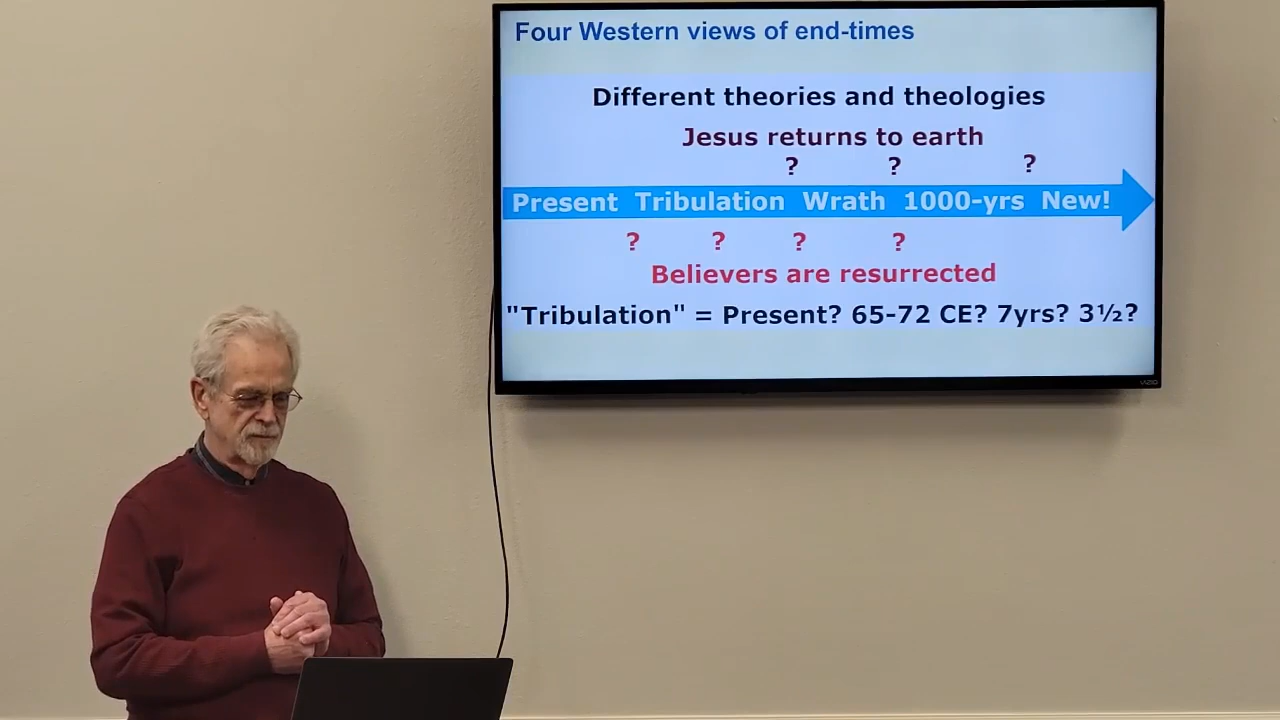 Four Western views of end-times
Different theories and theologies
Jesus returns to earth
? ? ?
Present Tribulation Wrath 1000-yrs New!
? ? ? ?
Believers are resurrected
"Tribulation" = Present? 65-72 CE? 7yrs? 3½?
VIZIO